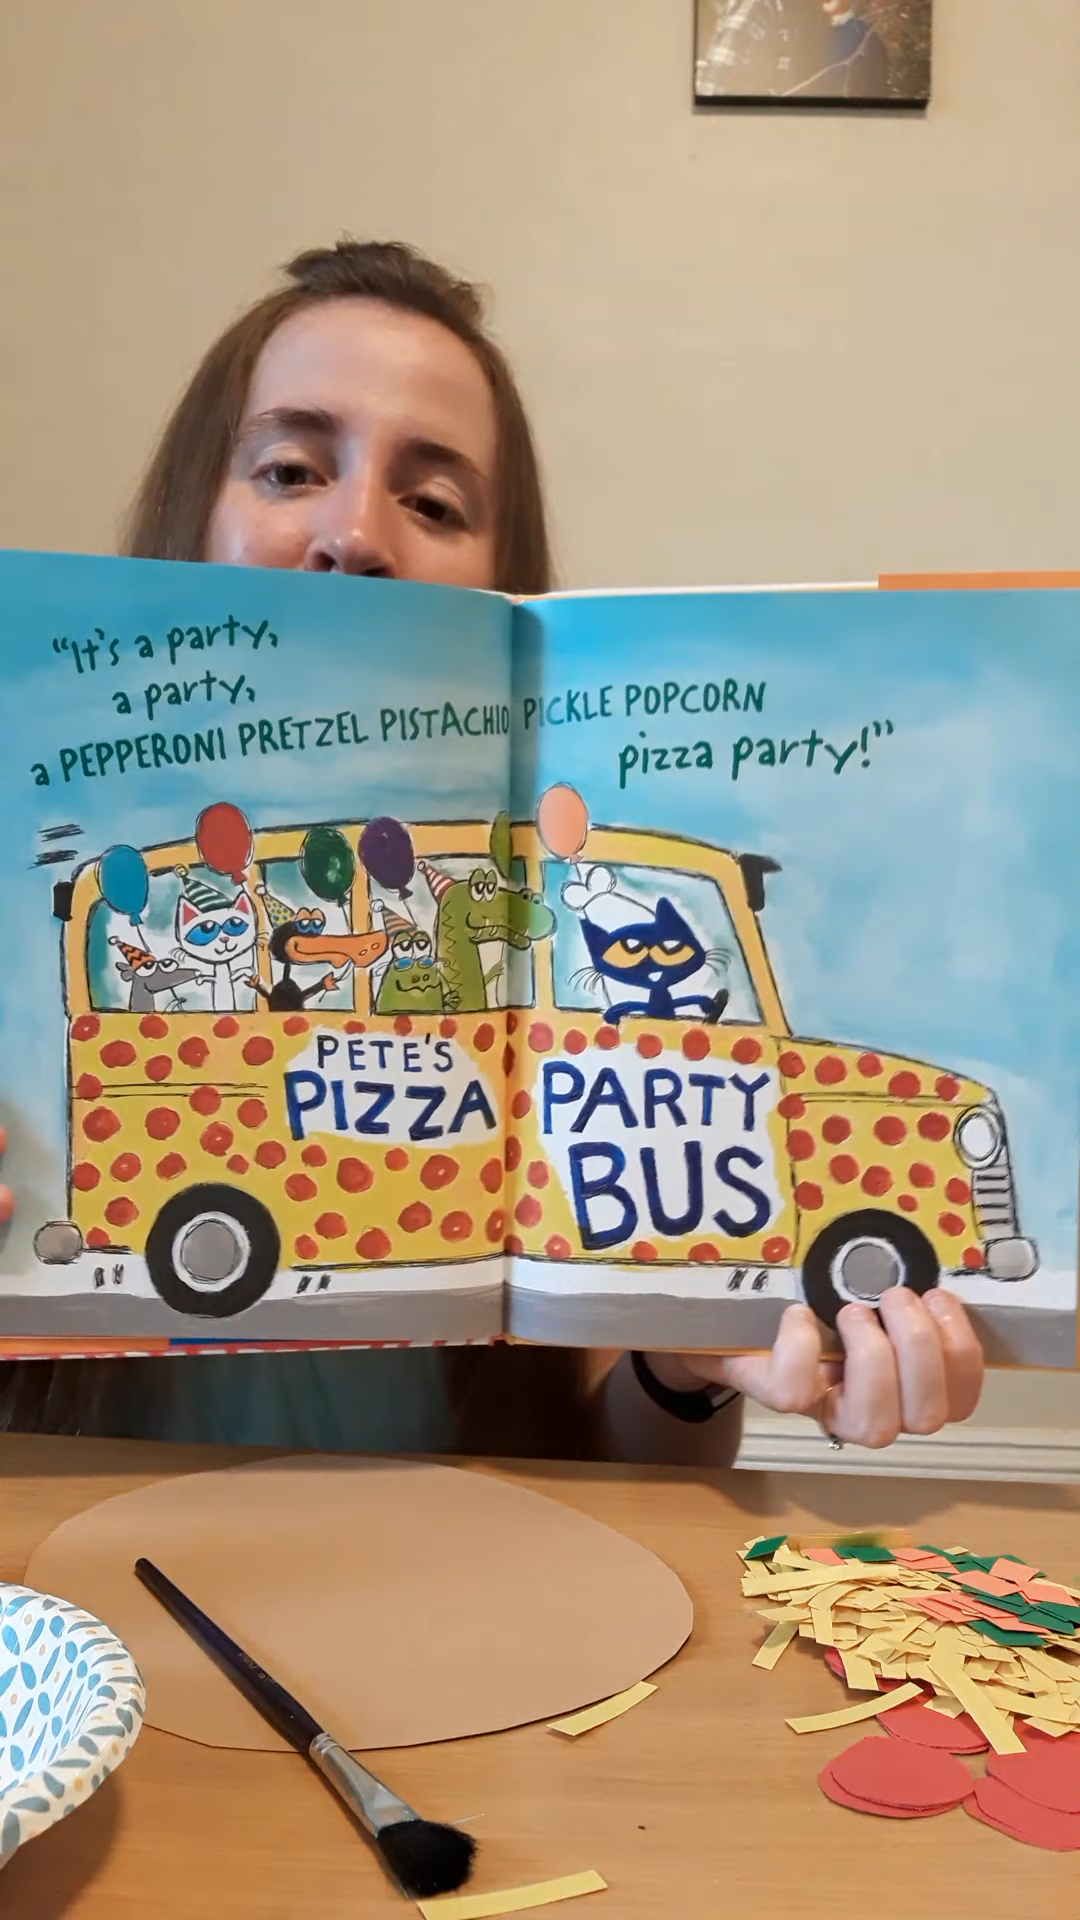 “It's a party,
a party,
a PEPPERONI PRETZEL PISTACHIO PICKLE POPCORN
pizza party!”
PETE'S
PIZZA PARTY
BUS